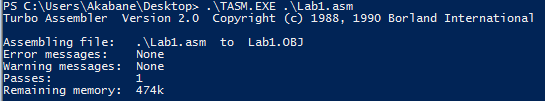 PS C:\Users\Akabane\Desktop> .\TASM.EXE .\Lab1.asm
Turbo Assembler  Version 2.0  Copyright (c) 1988, 1990 Borland International
Assembling file:   .\Lab1.asm  to  Lab1.OBJ
Error messages:    None
Warning messages:  None
Passes:            1
Remaining memory:  474k